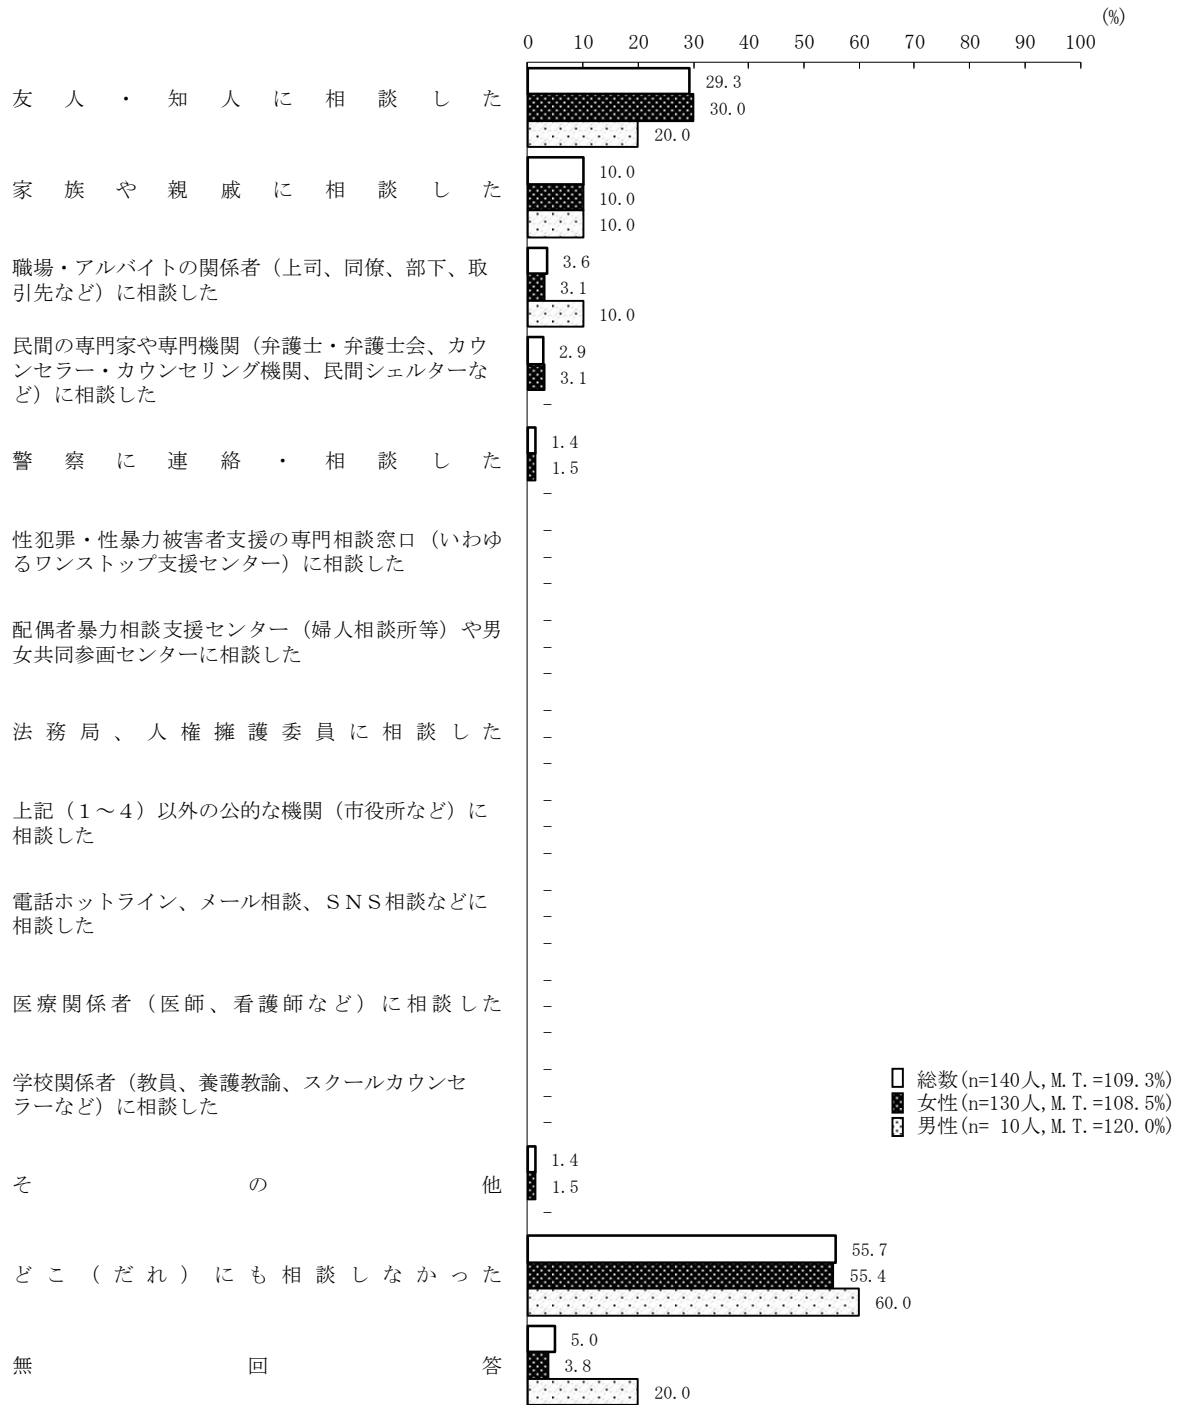 (%)
0 10 20 30 40 50 60 70 80 90 100
友人・知人に相談した
29.3
30.0
20.0
家族や親戚に相談した
10.0
10.0
10.0
職場・アルバイトの関係者（上司、同僚、部下、取
引先など）に相談した
3.6
3.1
10.0
民間の専門家や専門機関（弁護士・弁護士会、カウ
ンセラー・カウンセリング機関、民間シェルターな
ど）に相談した
2.9
3.1
－
警察に連絡・相談した
1.4
1.5
－
性犯罪・性暴力被害者支援の専門相談窓口（いわゆ
るワンストップ支援センター）に相談した
－
－
－
配偶者暴力相談支援センター（婦人相談所等）や男
女共同参画センターに相談した
－
－
－
法務局、人権擁護委員に相談した
－
－
－
上記（１～４）以外の公的な機関（市役所など）に
相談した
－
－
－
電話ホットライン、メール相談、ＳＮＳ相談などに
相談した
－
－
－
医療関係者（医師、看護師など）に相談した
－
－
－
学校関係者（教員、養護教諭、スクールカウンセ
ラーなど）に相談した
－
－
－
総数(n=140人,M.T.=109.3%)
女性(n=130人,M.T.=108.5%)
男性(n= 10人,M.T.=120.0%)
その他
1.4
1.5
－
どこ（だれ）にも相談しなかった
55.7
55.4
60.0
無回答
5.0
3.8
20.0